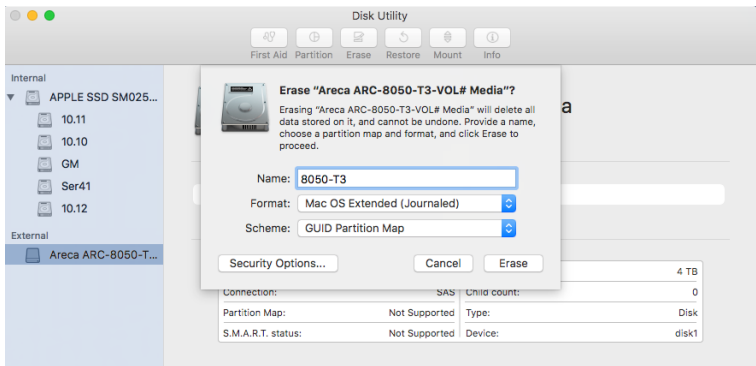 Disk Utility
First Aid Partition Erase Restore Mount Info
Internal
APPLE SSD SM025...
10.11
10.10
GM
Ser41
10.12
External
Areca ARC-8050-T...
Erase “Areca ARC-8050-T3-VOL# Media”?
Erasing “Areca ARC-8050-T3-VOL# Media” will delete all
data stored on it, and cannot be undone. Provide a name,
choose a partition map and format, and click Erase to
proceed.
Name: 8050-T3
Format: Mac OS Extended (Journaled)
Scheme: GUID Partition Map
Security Options... Cancel Erase
a
4 TB
Connection: SAS Child count: 0
Partition Map: Not Supported Type: Disk
S.M.A.R.T. status: Not Supported Device: disk1